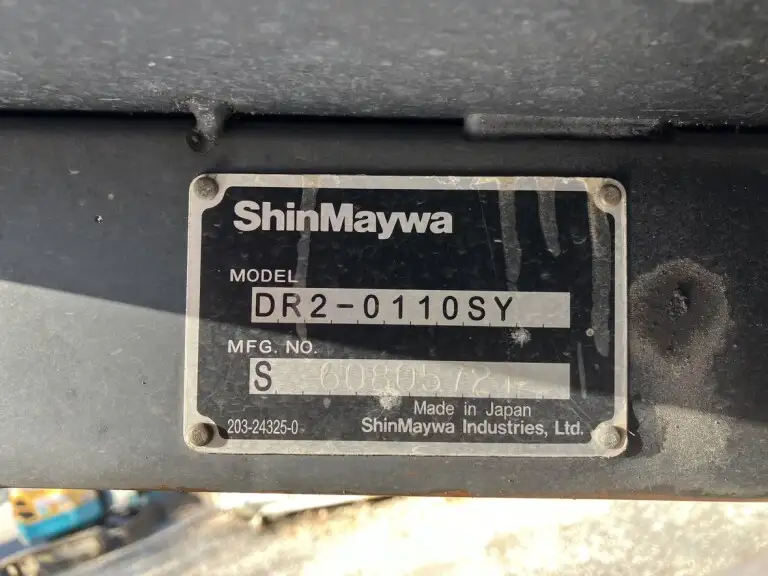 ShinMaywa
MODEL
DR2-0110SY
MFG. NO.
S
Made in Japan
203-24325-0
ShinMaywa Industries, Ltd.